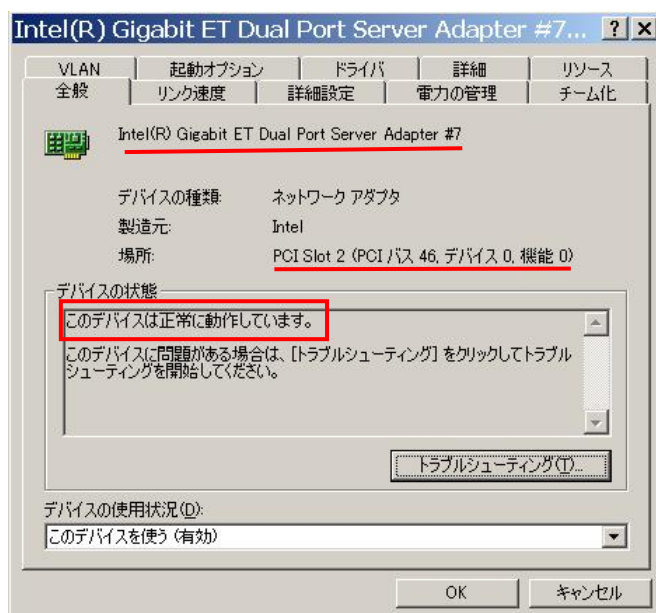 Intel(R) Gigabit ET Dual Port Server Adapter #7...
VLAN 起動オプション ドライバ 詳細 リソース
全般 リンク速度 詳細設定 電力の管理 チーム化
Intel(R) Gigabit ET Dual Port Server Adapter #7
デバイスの種類: ネットワーク アダプタ
製造元: Intel
場所: PCI Slot 2 (PCI バス 46, デバイス 0, 機能 0)
デバイスの状態
このデバイスは正常に動作しています。
このデバイスに問題がある場合は、[トラブルシューティング] をクリックしてトラブル
シューティングを開始してください。
トラブルシューティング(T)...
デバイスの使用状況(D):
このデバイスを使う (有効)
OK キャンセル